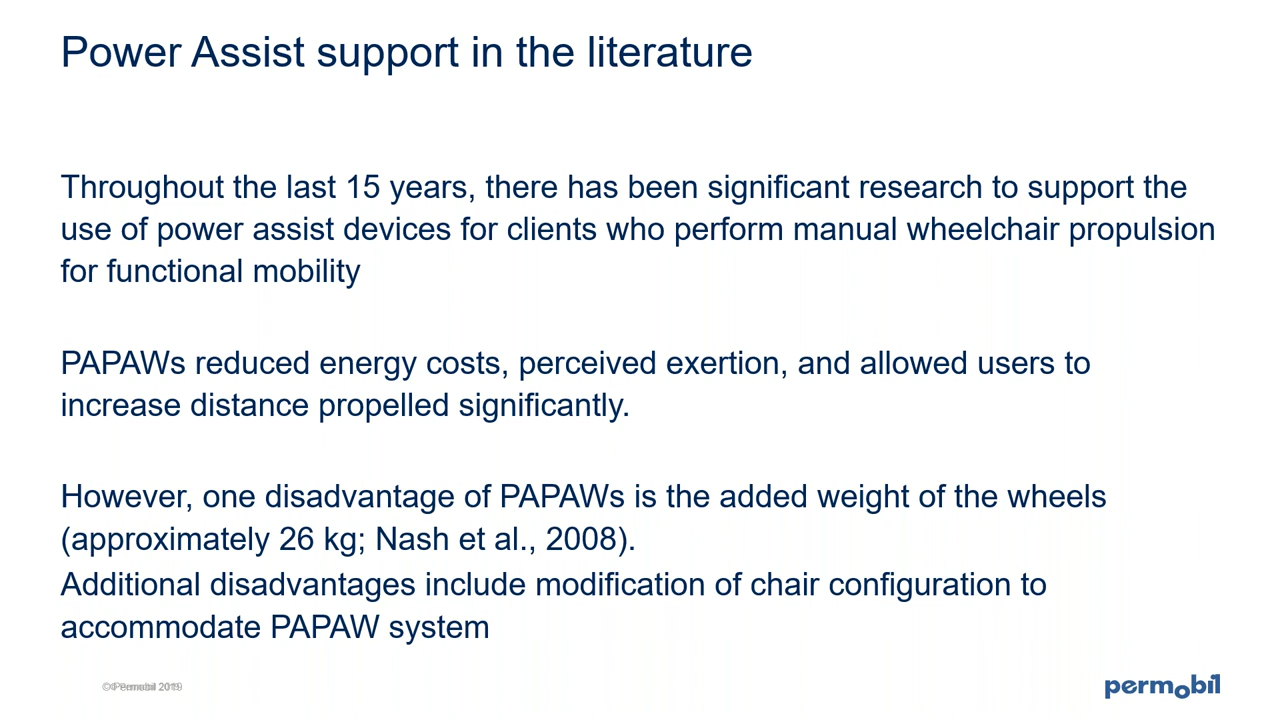 Power Assist support in the literature
Throughout the last 15 years, there has been significant research to support the
use of power assist devices for clients who perform manual wheelchair propulsion
for functional mobility
PAPAWs reduced energy costs, perceived exertion, and allowed users to
increase distance propelled significantly.
However, one disadvantage of PAPAWs is the added weight of the wheels
(approximately 26 kg; Nash et al., 2008).
Additional disadvantages include modification of chair configuration to
accommodate PAPAW system
© Permobil 2019
permobil